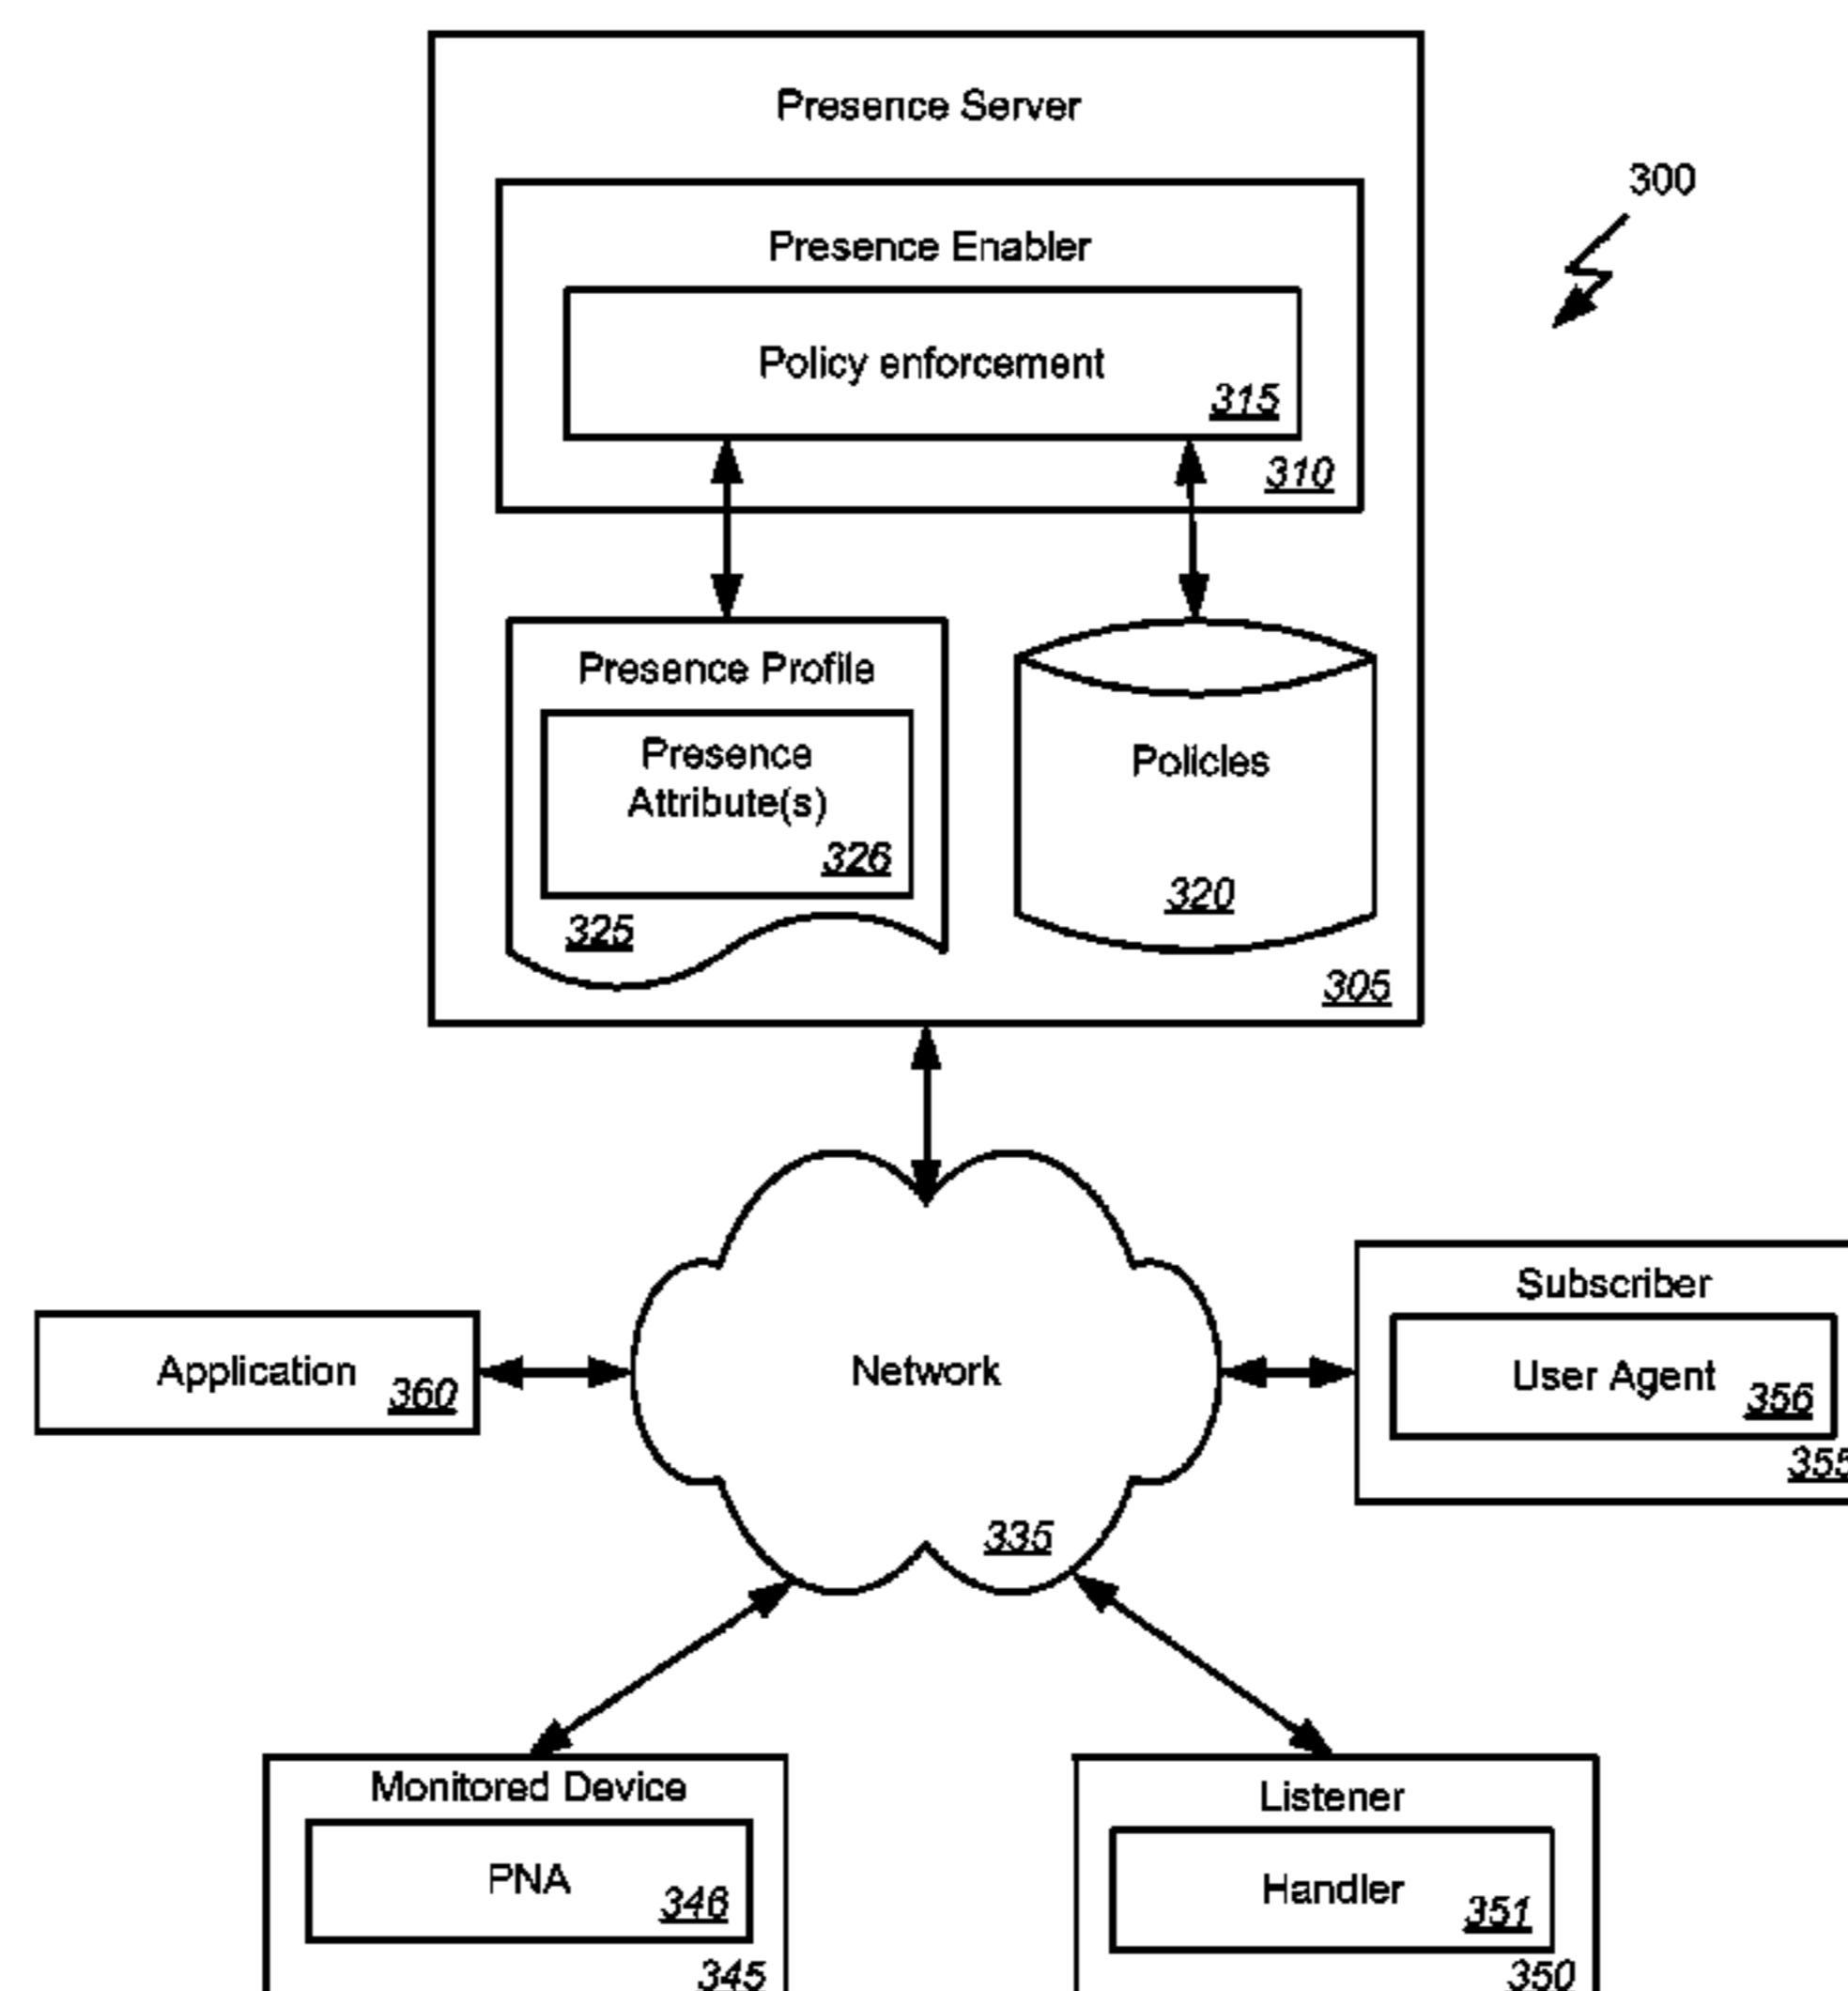 Presence Server
300
Presence Enabler
Policy enforcement
315
310
Presence Profile
Presence
Attribute(s)
326
325
Policies
320
305
Application
360
Network
335
Subscriber
User Agent
356
355
Monitored Device
PNA
346
345
Listener
Handler
351
350